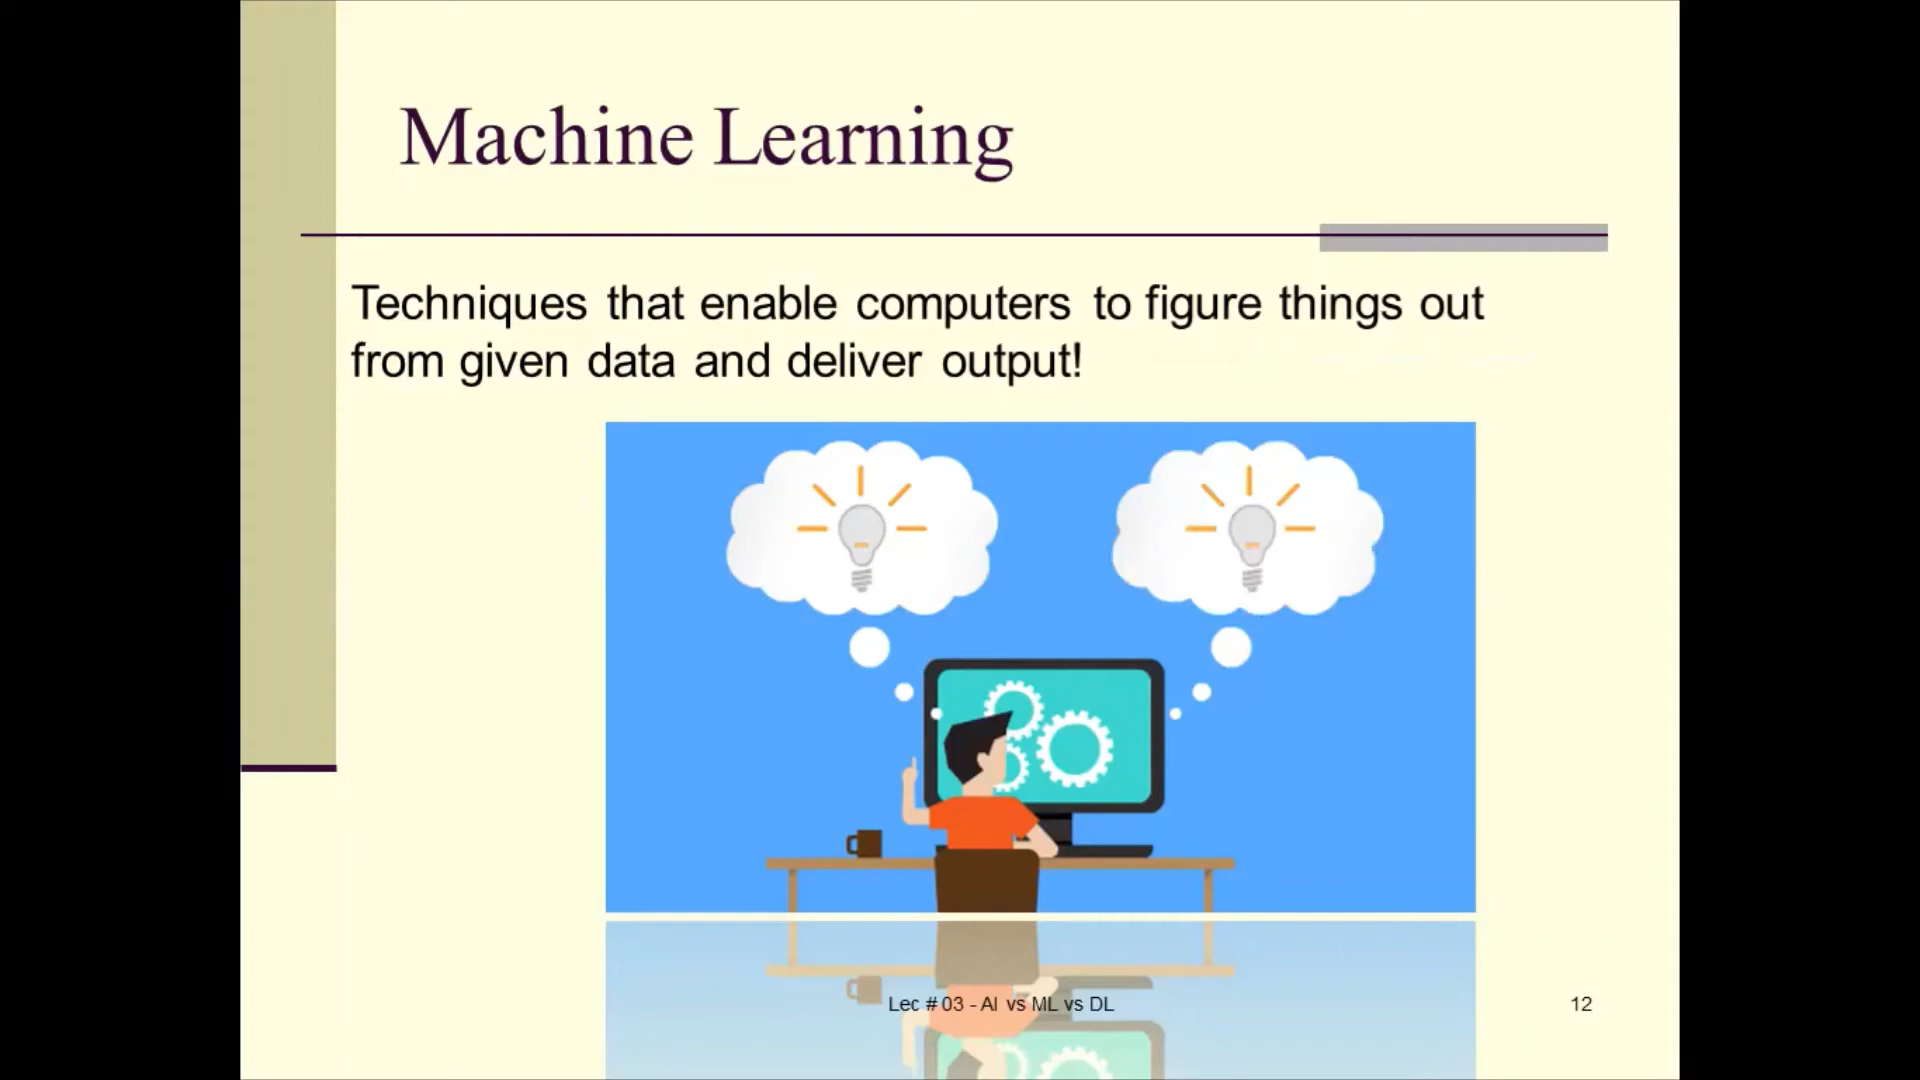 Machine Learning
Techniques that enable computers to figure things out
from given data and deliver output!
Lec # 03 - AI vs ML vs DL
12